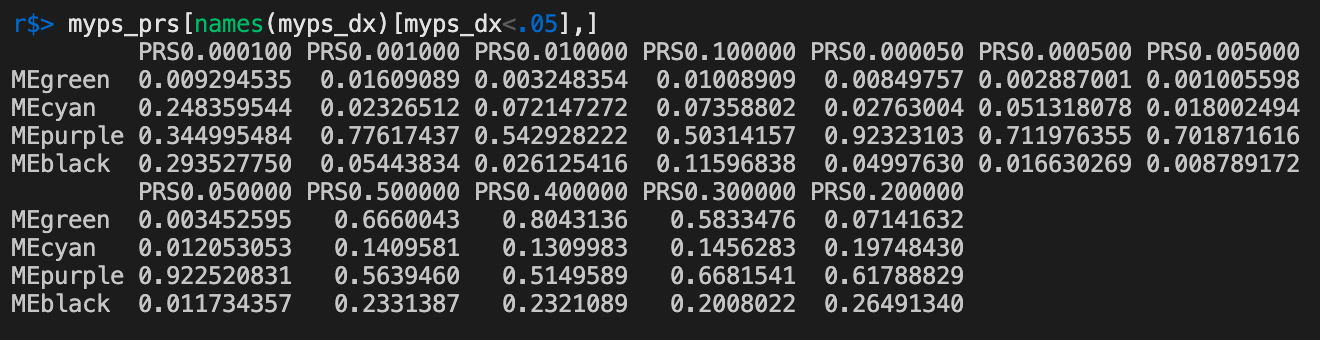 r$> myps_prs[names(myps_dx)[myps_dx<.05],]
PRS0.000100 PRS0.001000 PRS0.010000 PRS0.100000 PRS0.000050 PRS0.000500 PRS0.005000
MEgreen 0.009294535 0.01609089 0.003248354 0.01008909 0.00849757 0.002887001 0.001005598
MEcyan 0.248359544 0.02326512 0.072147272 0.07358802 0.02763004 0.051318078 0.018002494
MEpurple 0.344995484 0.77617437 0.542928222 0.50314157 0.92323103 0.711976355 0.701871616
MEblack 0.293527750 0.05443834 0.026125416 0.11596838 0.04997630 0.016630269 0.008789172
PRS0.050000 PRS0.500000 PRS0.400000 PRS0.300000 PRS0.200000
MEgreen 0.003452595 0.6660043 0.8043136 0.5833476 0.07141632
MEcyan 0.012053053 0.1409581 0.1309983 0.1456283 0.19748430
MEpurple 0.922520831 0.5639460 0.5149589 0.6681541 0.61788829
MEblack 0.011734357 0.2331387 0.2321089 0.2008022 0.26491340